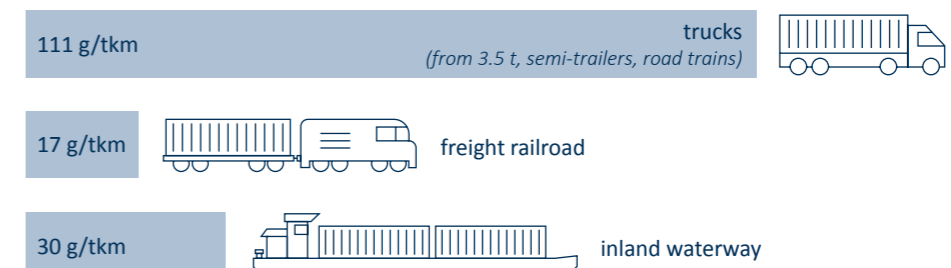 111 g/tkm
trucks
(from 3.5 t, semi-trailers, road trains)
17 g/tkm
freight railroad
30 g/tkm
inland waterway